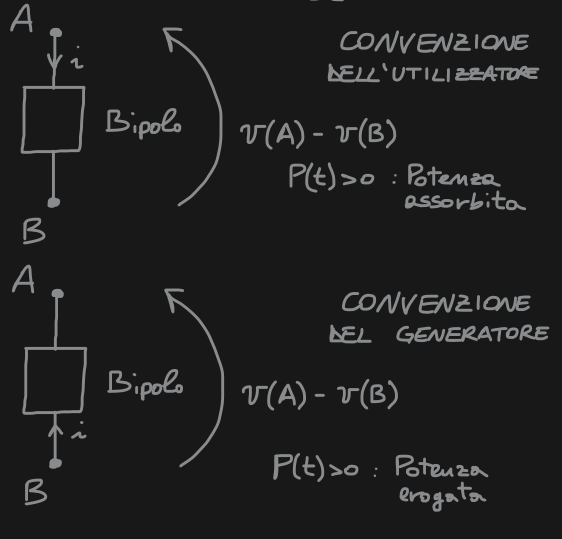 A
i
CONVENZIONE
DELL'UTILIZZATORE
Bipolo
v(A) - v(B)
P(t)>0 : Potenza
assorbita
B
A
CONVENZIONE
DEL GENERATORE
Bipolo
v(A) - v(B)
i
P(t)>0 : Potenza
erogata
B